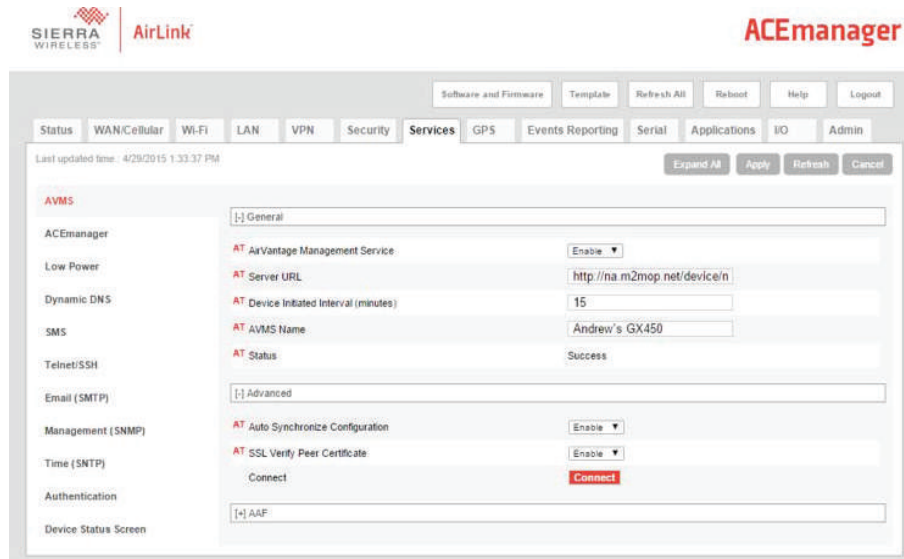 SIERRA WIRELESS AirLink
ACEmanager
Software and Firmware Template Refresh All Reboot Help Logout
Status WAN/Cellular Wi-Fi LAN VPN Security Services GPS Events Reporting Serial Applications I/O Admin
Last updated time : 4/29/2015 1:33:37 PM
Expand All Apply Refresh Cancel
AVMS
ACEmanager
Low Power
Dynamic DNS
SMS
Telnet/SSH
Email (SMTP)
Management (SNMP)
Time (SNTP)
Authentication
Device Status Screen
[-] General
AT AirVantage Management Service Enable
AT Server URL http://na.m2mop.net/device/n
AT Device Initiated Interval (minutes) 15
AT AVMS Name Andrew's GX450
AT Status Success
[-] Advanced
AT Auto Synchronize Configuration Enable
AT SSL Verify Peer Certificate Enable
Connect Connect
[+] AAF